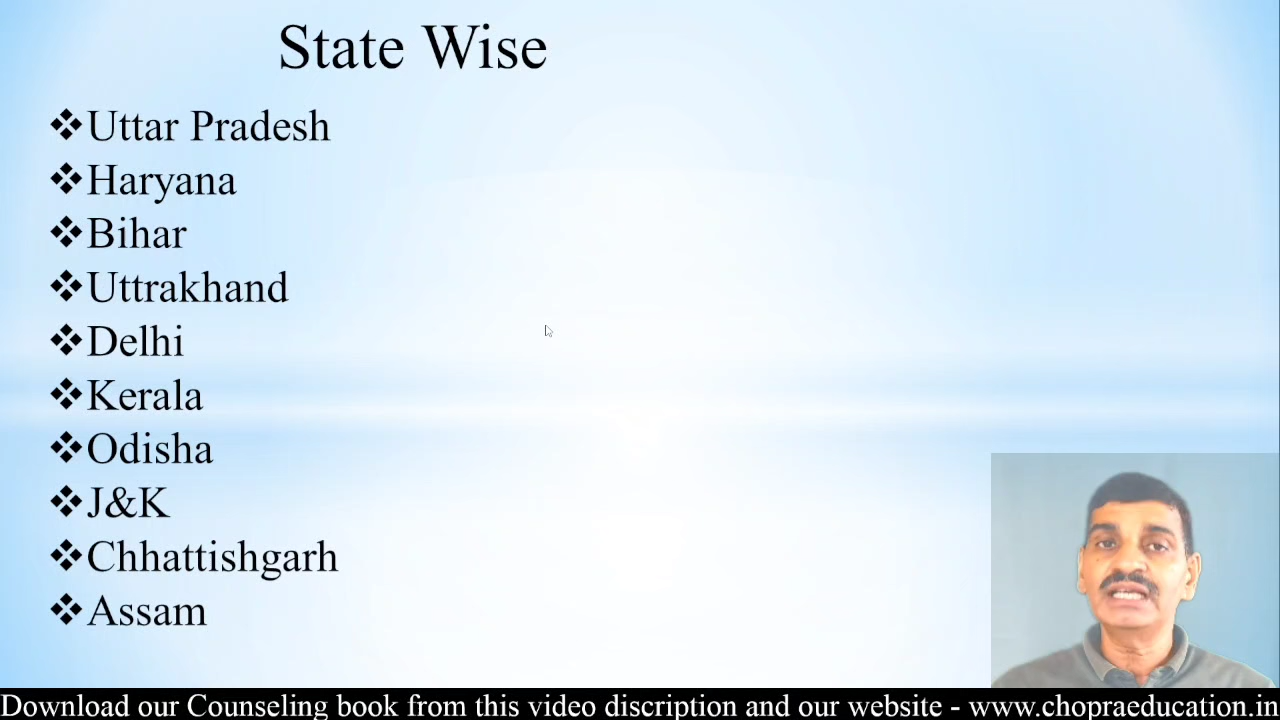 State Wise
❖Uttar Pradesh
❖Haryana
❖Bihar
❖Uttrakhand
❖Delhi
❖Kerala
❖Odisha
❖J&K
❖Chhattishgarh
❖Assam
Download our Counseling book from this video discription and our website - www.chopraeducation.in